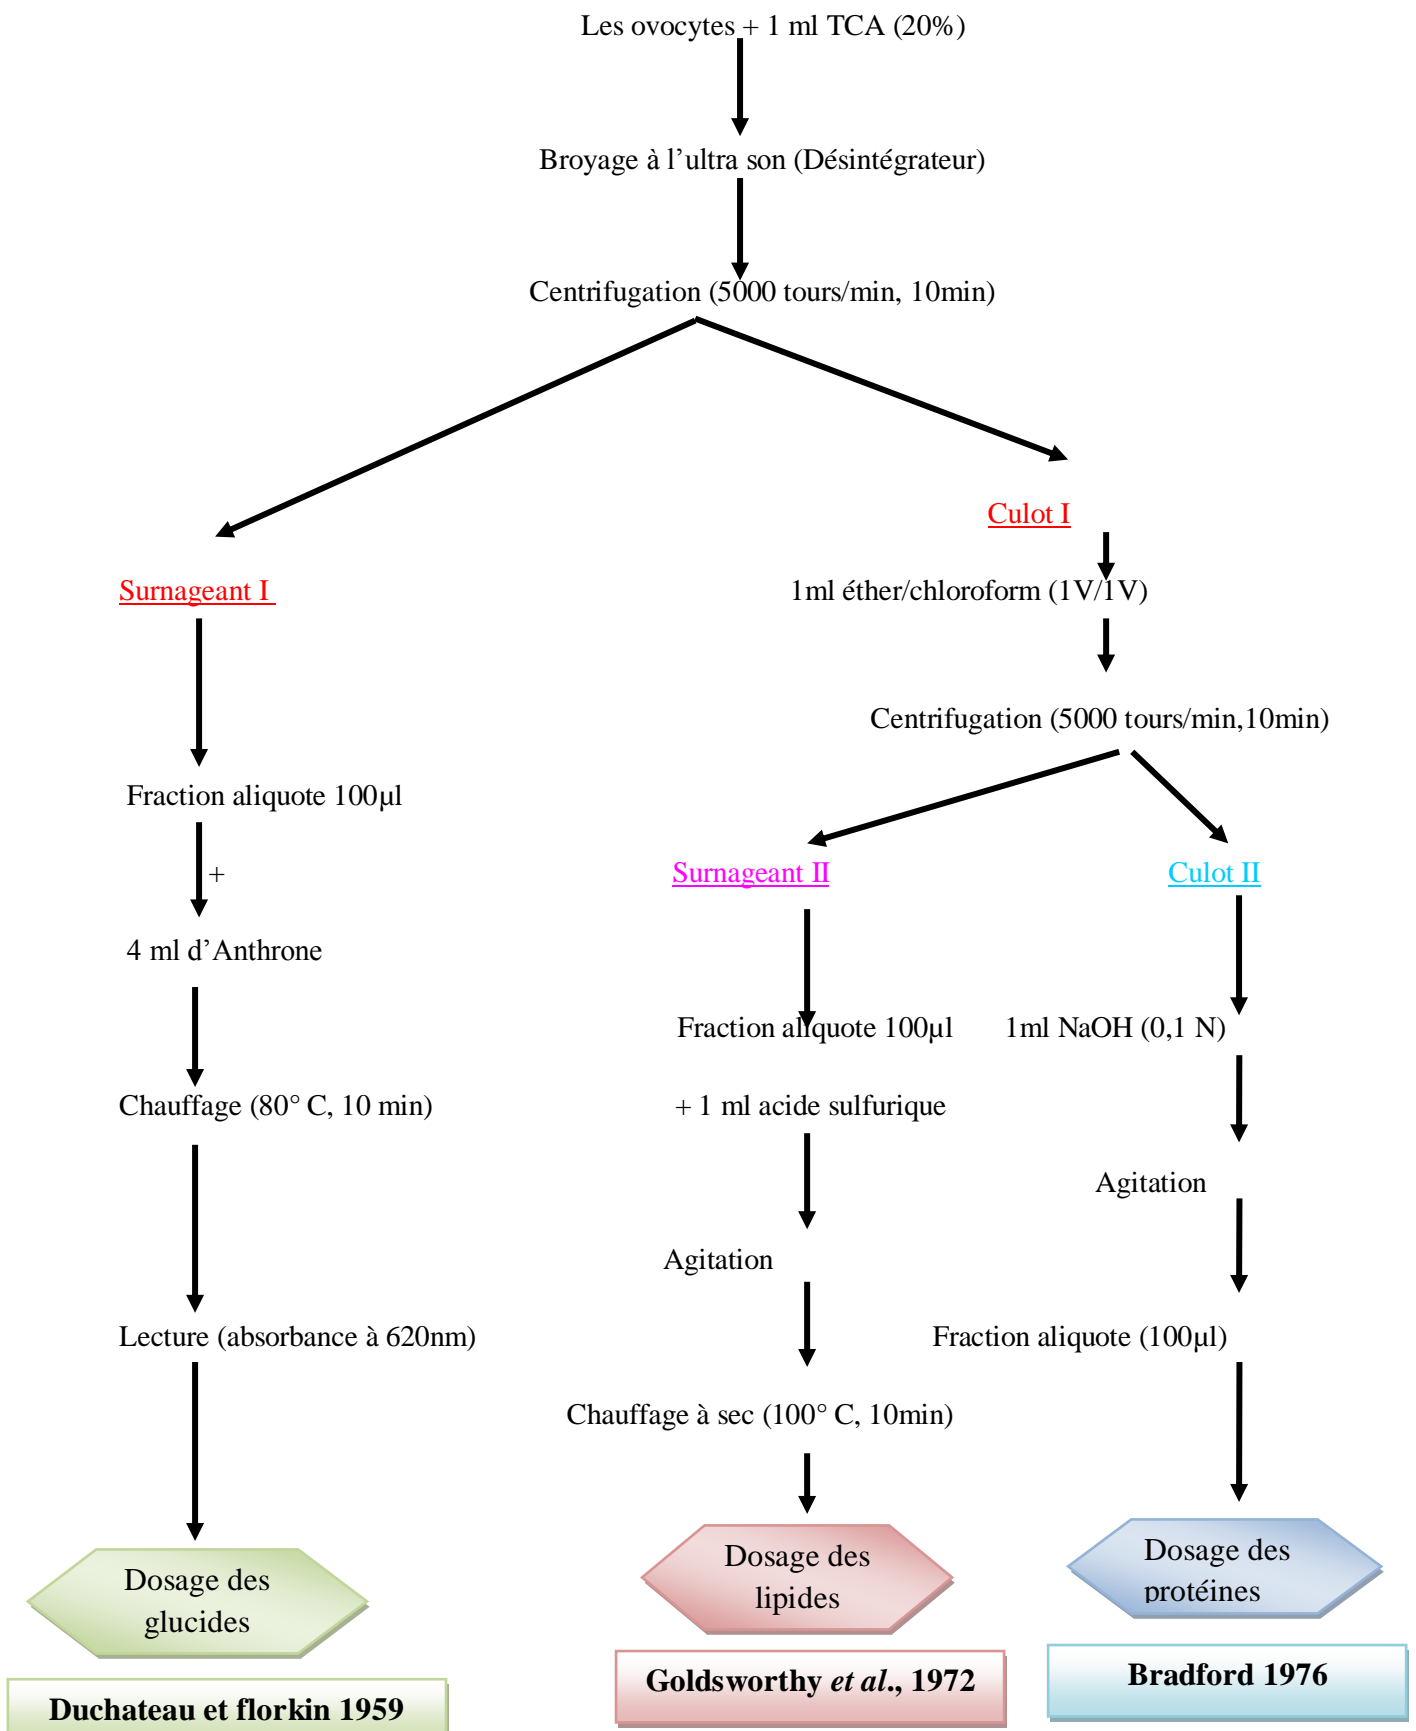 Les ovocytes + 1 ml TCA (20%)
Broyage à l’ultra son (Désintégrateur)
Centrifugation (5000 tours/min, 10min)
Surnageant I
Fraction aliquote 100µl
+
4 ml d’Anthrone
Chauffage (80° C, 10 min)
Lecture (absorbance à 620nm)
Dosage des
glucides
Duchateau et florkin 1959
Culot I
1ml éther/chloroform (1V/1V)
Centrifugation (5000 tours/min,10min)
Surnageant II
Fraction aliquote 100µl
+ 1 ml acide sulfurique
Agitation
Chauffage à sec (100° C, 10min)
Dosage des
lipides
Goldsworthy et al., 1972
Culot II
1ml NaOH (0,1 N)
Agitation
Fraction aliquote (100µl)
Dosage des
protéines
Bradford 1976